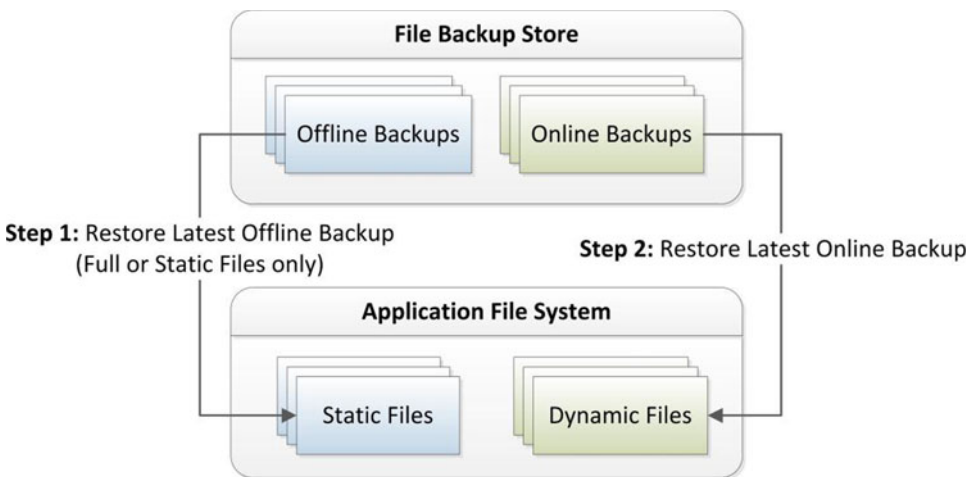 File Backup Store
Offline Backups
Online Backups
Step 1: Restore Latest Offline Backup
(Full or Static Files only)
Step 2: Restore Latest Online Backup
Application File System
Static Files
Dynamic Files